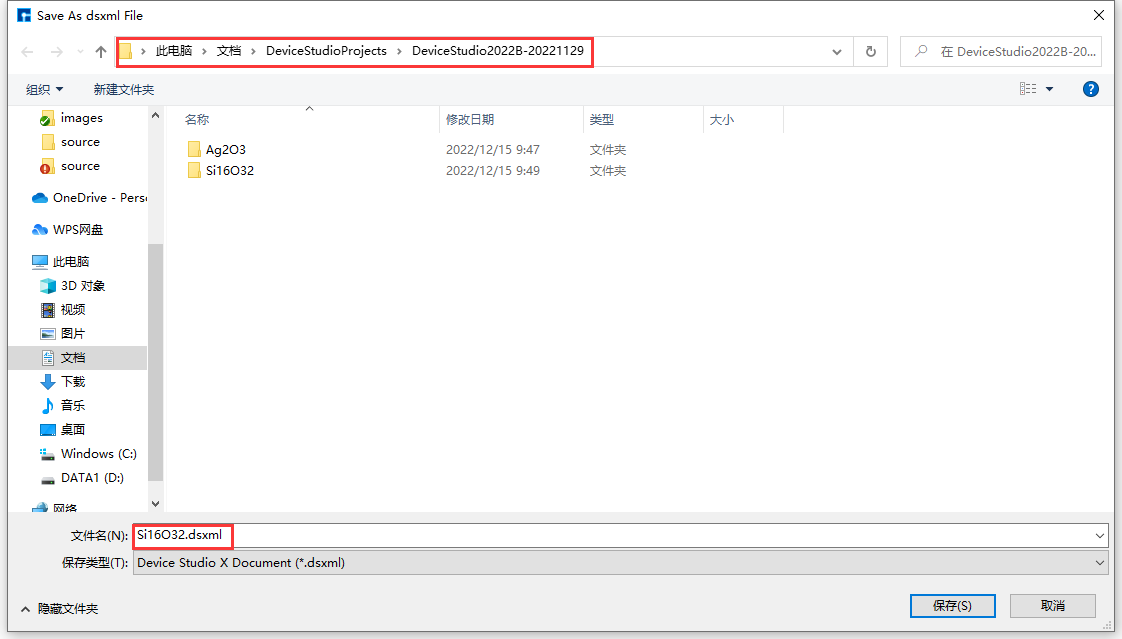 Save As dsxml File
此电脑 > 文档 > DeviceStudioProjects > DeviceStudio2022B-20221129
在 DeviceStudio2022B-20...
组织 新建文件夹
images
source
source
OneDrive - Perso
WPS网盘
此电脑
3D 对象
视频
图片
文档
下载
音乐
桌面
Windows (C:)
DATA1 (D:)
网络
名称 修改日期 类型 大小
Ag2O3 2022/12/15 9:47 文件夹
Si16O32 2022/12/15 9:49 文件夹
文件名(N): Si16O32.dsxml
保存类型(T): Device Studio X Document (*.dsxml)
隐藏文件夹
保存(S) 取消